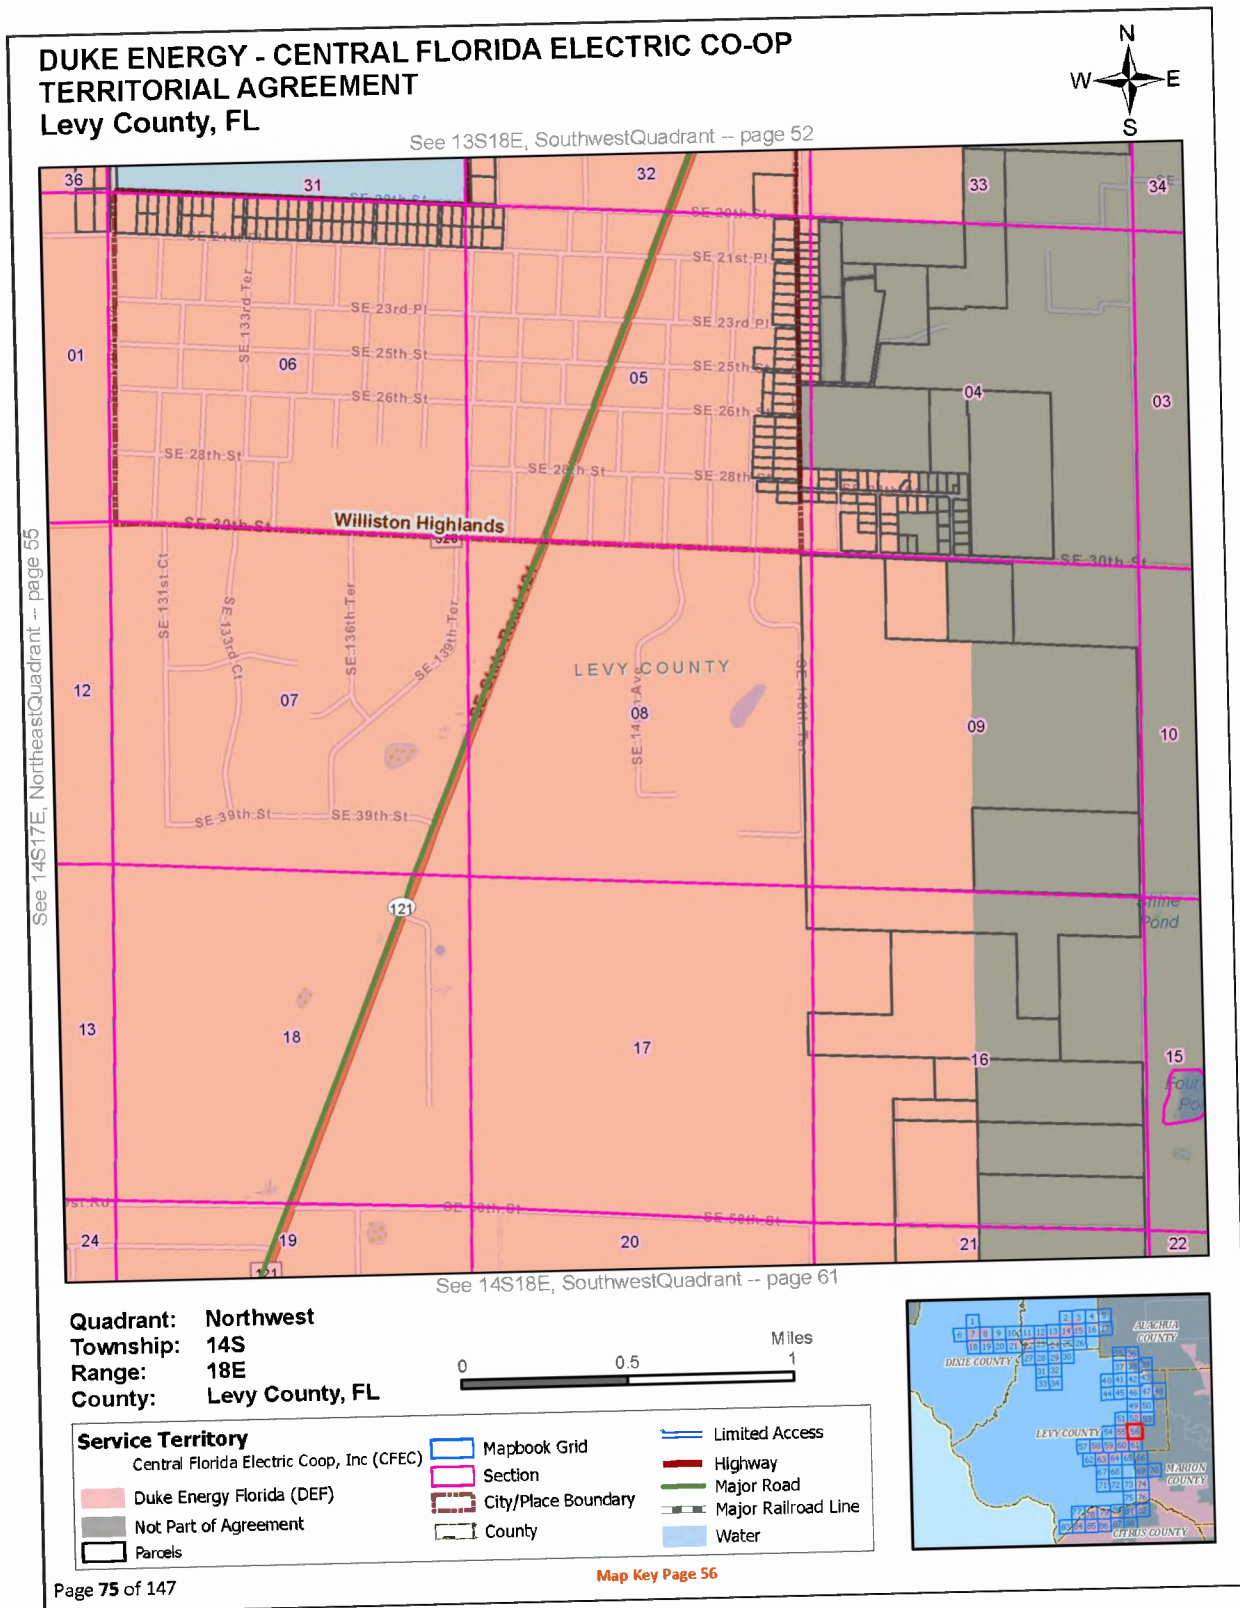 DUKE ENERGY - CENTRAL FLORIDA ELECTRIC CO-OP
TERRITORIAL AGREEMENT
Levy County, FL
N
W E
S
See 13S18E, SouthwestQuadrant -- page 52
See 14S17E, NortheastQuadrant -- page 55
36
31
32
33
34
SE 20th St
SE 21st Pl
SE 133rd Ter
SE 23rd Pl
SE 23rd Pl
01
06
SE 25th St
05
SE 25th
04
03
SE 26th St
SE 26th St
SE 28th St
SE 28th St
SE 28th St
Williston Highlands
SE 30th St
SE 30th St
SE 131st Ct
SE 133rd Ct
SE 136th Ter
SE 139th Ter
SE State Road 121
LEVY COUNTY
12
07
08
09
10
SE 39th St
SE 39th St
121
Pond
13
18
17
16
15
Four
Po
SE 50th St
24
19
20
21
22
121
See 14S18E, SouthwestQuadrant -- page 61
Quadrant: Northwest
Township: 14S
Range: 18E
County: Levy County, FL
Miles
0 0.5 1
Service Territory
Central Florida Electric Coop, Inc (CFEC)
Duke Energy Florida (DEF)
Not Part of Agreement
Parcels
Mapbook Grid
Section
City/Place Boundary
County
Limited Access
Highway
Major Road
Major Railroad Line
Water
ALACHUA COUNTY
DIXIE COUNTY
LEVY COUNTY
MARION COUNTY
CITRUS COUNTY
Map Key Page 56
Page 75 of 147